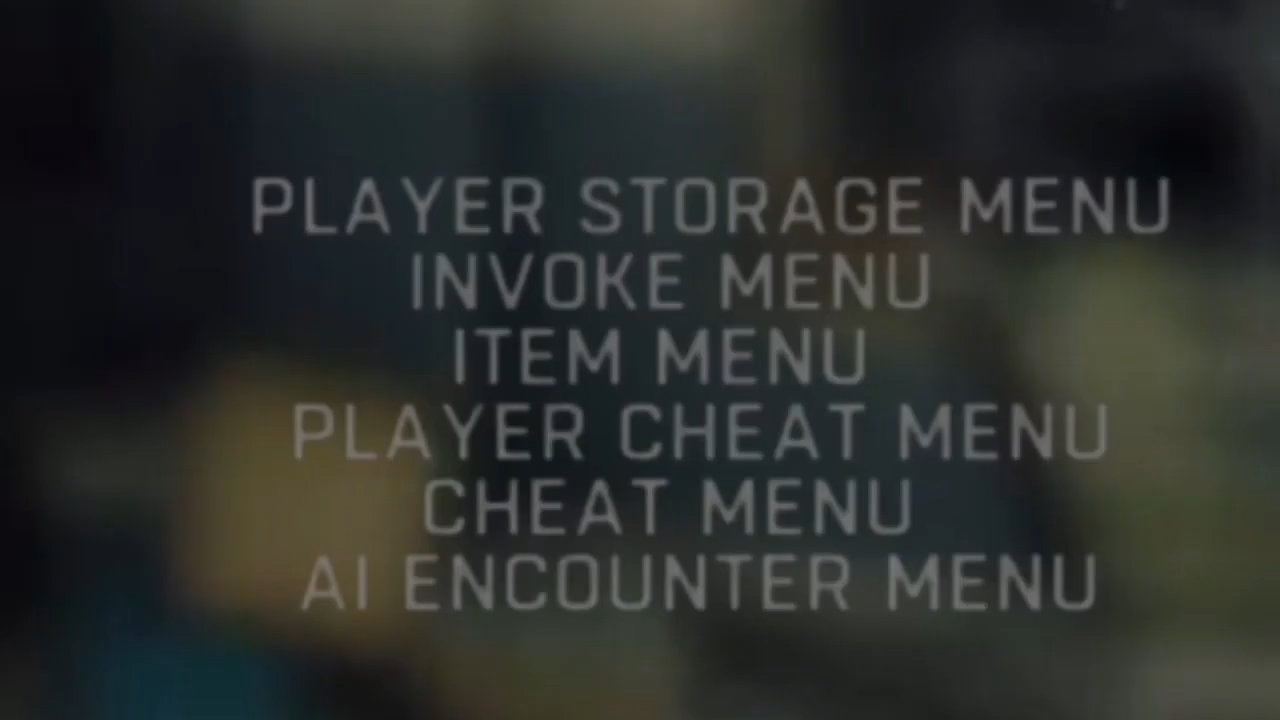 PLAYER STORAGE MENU
INVOKE MENU
ITEM MENU
PLAYER CHEAT MENU
CHEAT MENU
AI ENCOUNTER MENU